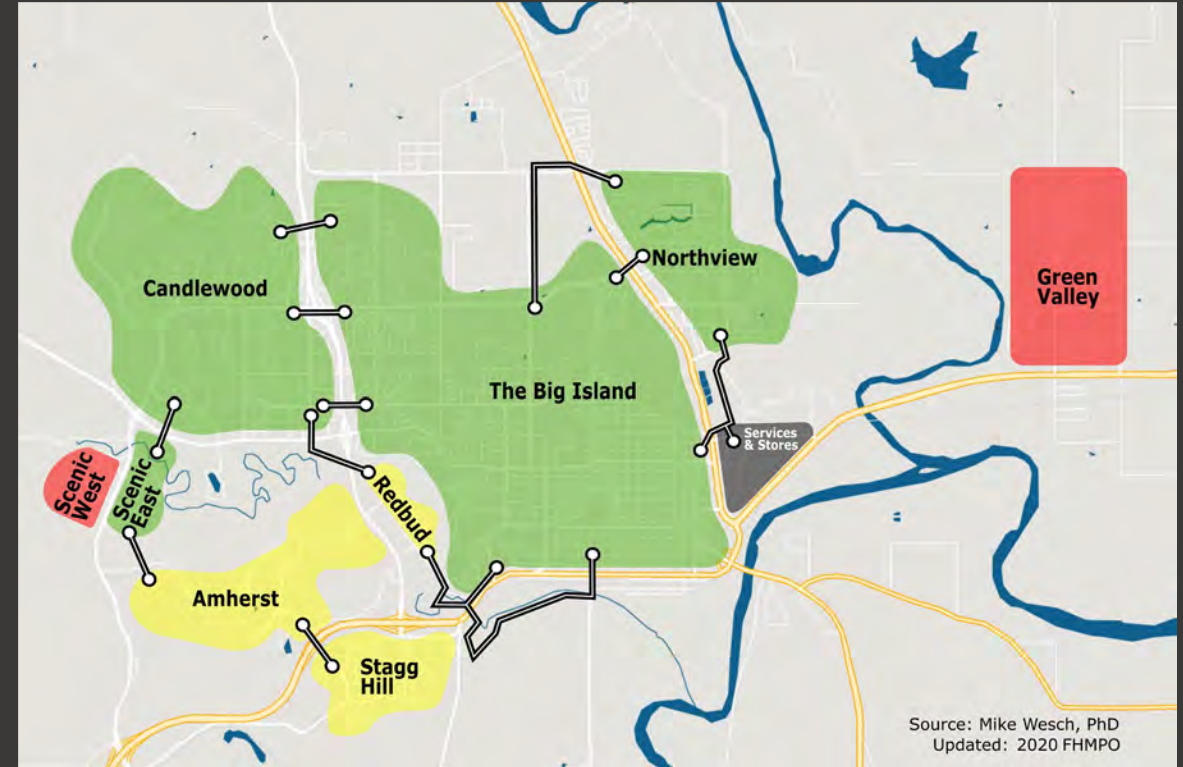 Candlewood
Northview
Green
Valley
The Big Island
Services
& Stores
Scenic
West
Scenic
East
Redbud
Amherst
Stagg
Hill
Source: Mike Wesch, PhD
Updated: 2020 FHMPO